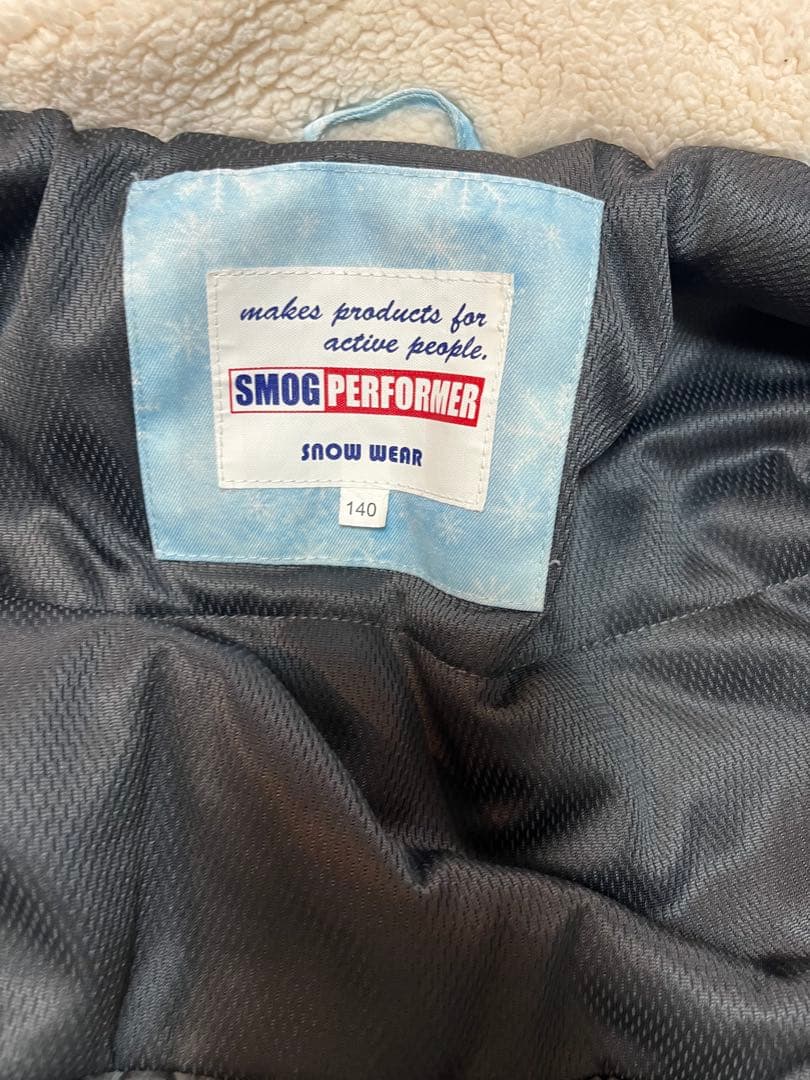 makes products for
active people.
SMOG PERFORMER
SNOW WEAR
140